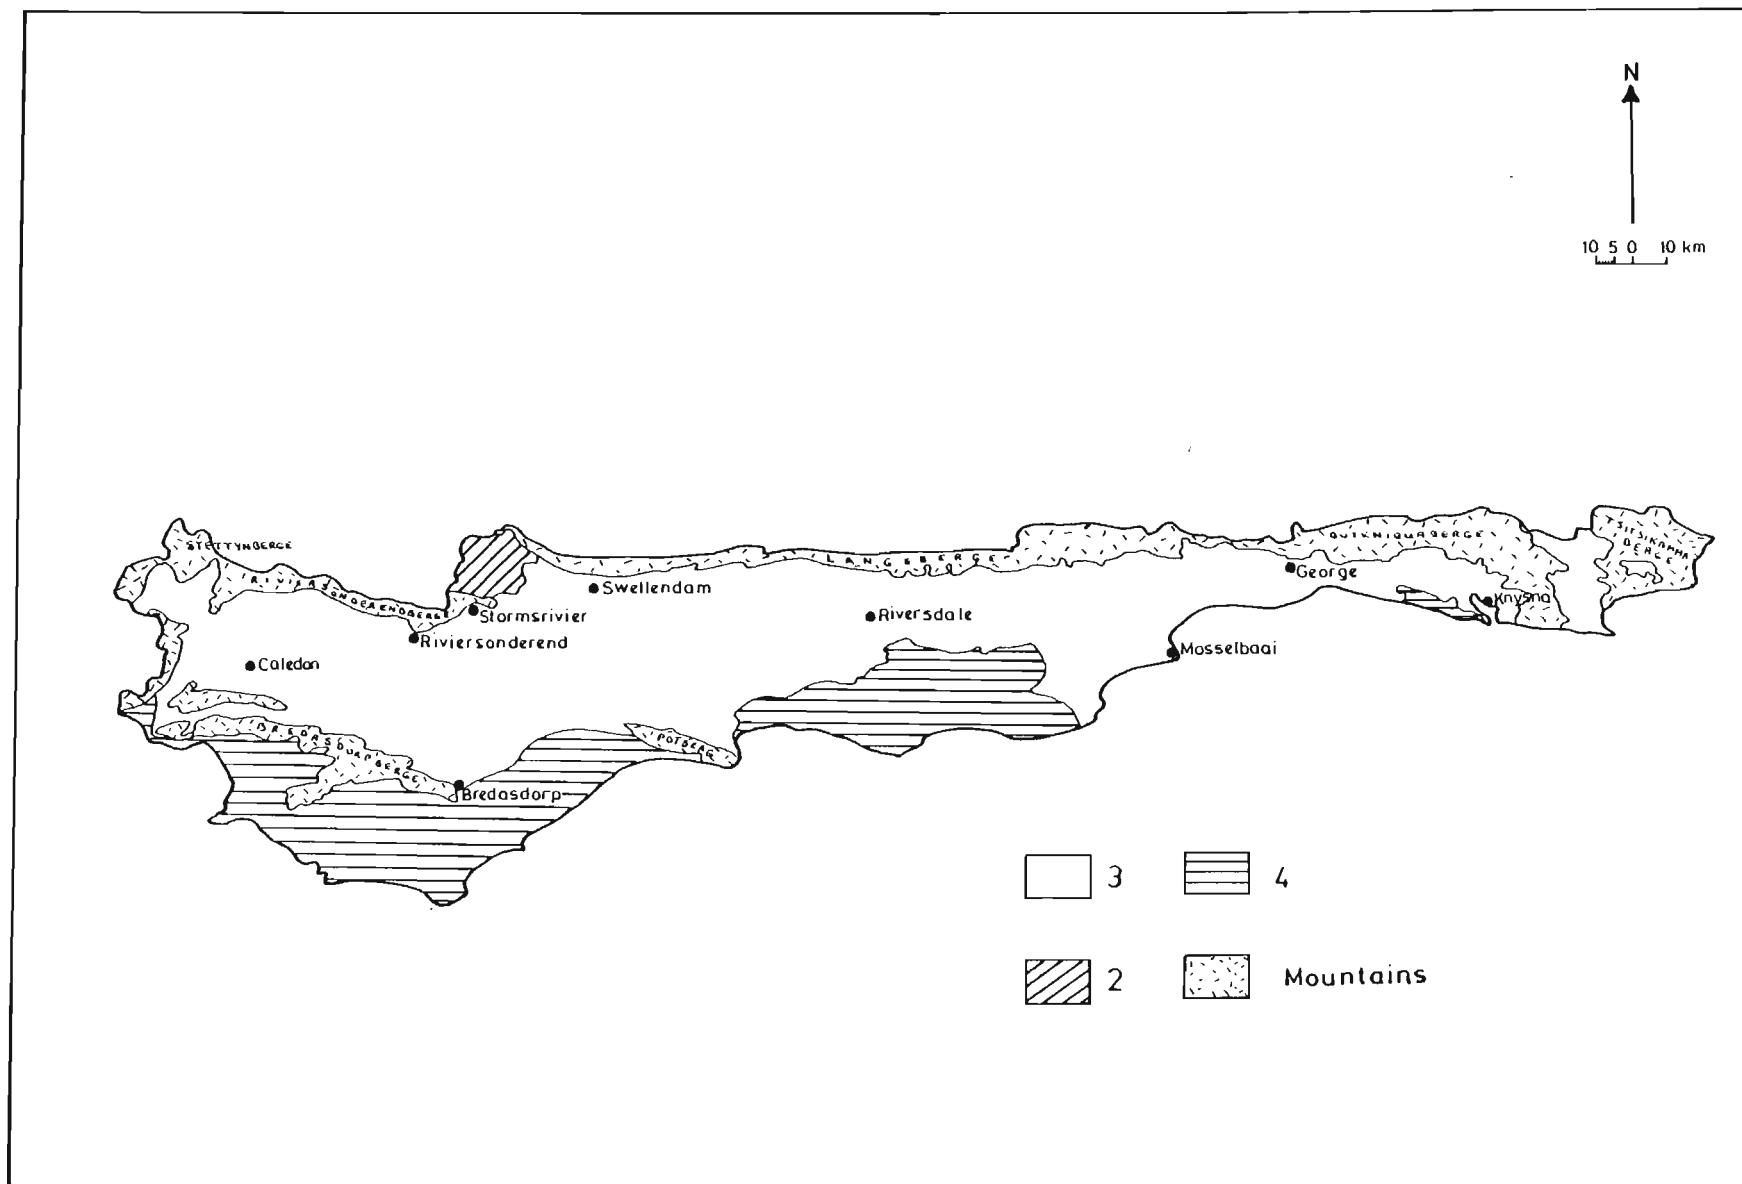 N
10 5 0 10 km
STETTYNBERGE
RIVIERSONDERENDBERGE
LANGEBERGE
OUTENIQUABERGE
TSITSIKAMMA
BERGE
Swellendam
George
Knysna
Stormsrivier
Riversdale
Riviersonderend
Mosselbaai
Caledon
BREDASDORPBERGE
POTBERG
Bredasdorp
3 4
2 Mountains